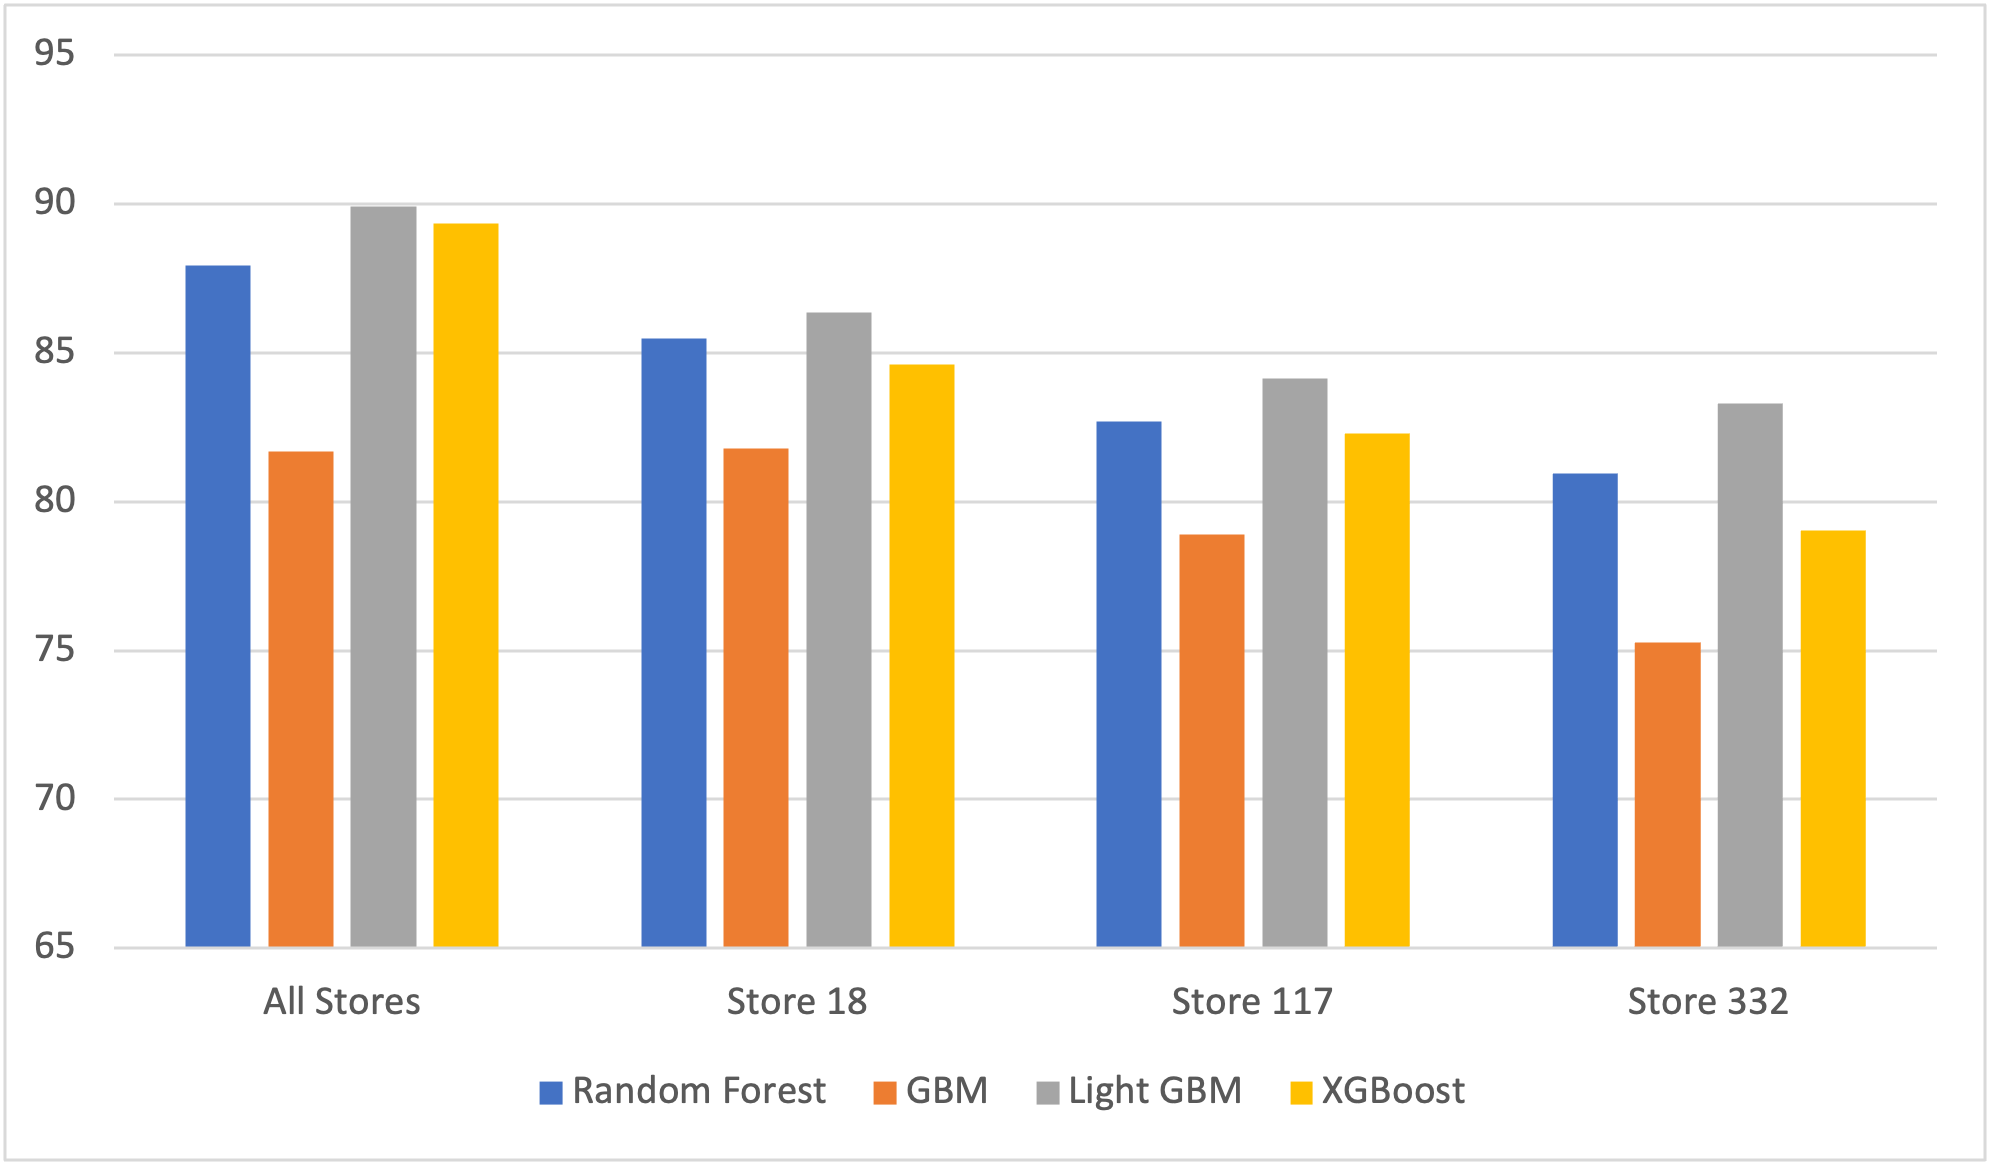 95
90
85
80
75
70
65
All Stores
Store 18
Store 117
Store 332
Random Forest
GBM
Light GBM
XGBoost